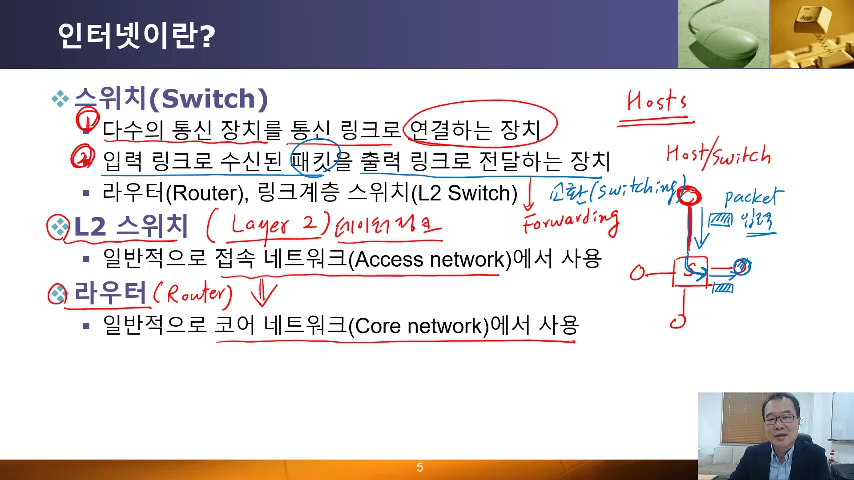 인터넷이란?
스위치(Switch)
Hosts
① 다수의 통신 장치를 통신 링크로 연결하는 장치
② 입력 링크로 수신된 패킷을 출력 링크로 전달하는 장치
Host/Switch
라우터(Router), 링크계층 스위치(L2 Switch)
교환(Switching)
packet
입력
Forwarding
L2 스위치 (Layer 2) 데이터링크
일반적으로 접속 네트워크(Access network)에서 사용
S
라우터 (Router)
일반적으로 코어 네트워크(Core network)에서 사용
5